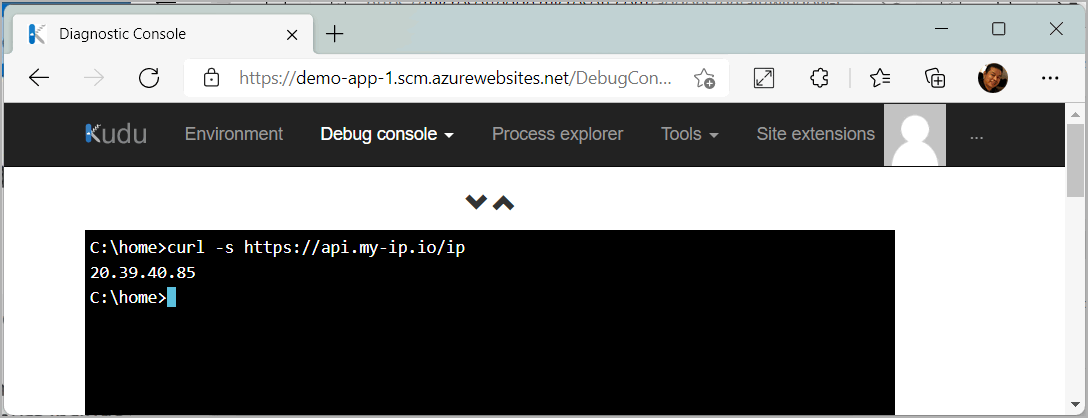 Diagnostic Console
https://demo-app-1.scm.azurewebsites.net/DebugCon...
Kudu Environment Debug console Process explorer Tools Site extensions ...
C:\home>curl -s https://api.my-ip.io/ip
20.39.40.85
C:\home>